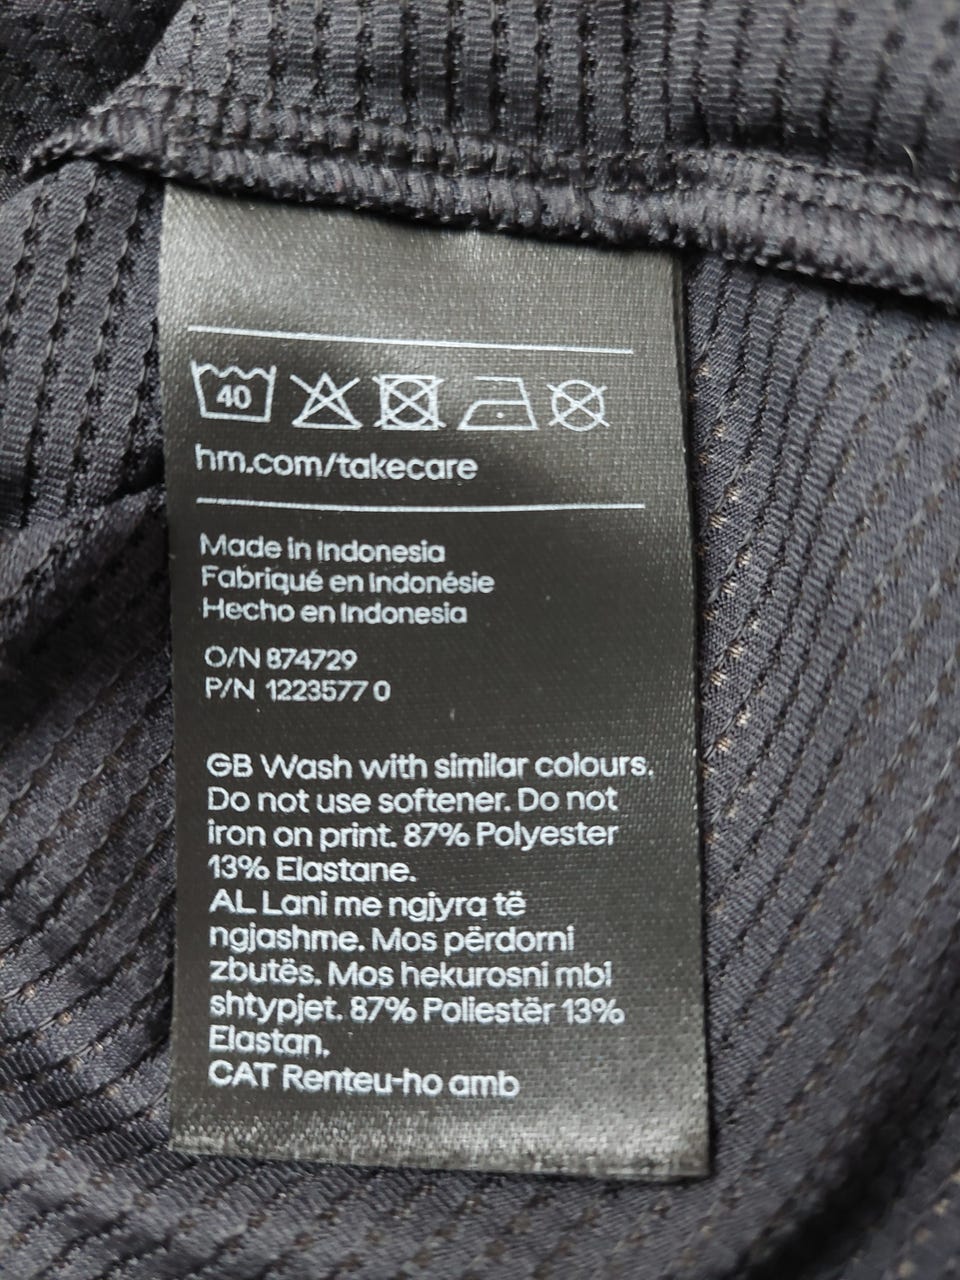 40
hm.com/takecare
Made in Indonesia
Fabriqué en Indonésie
Hecho en Indonesia
O/N 874729
P/N 1223577 0
GB Wash with similar colours.
Do not use softener. Do not
iron on print. 87% Polyester
13% Elastane.
AL Lani me ngjyra të
ngjashme. Mos përdorni
zbutës. Mos hekurosni mbi
shtypjet. 87% Poliestër 13%
Elastan.
CAT Renteu-ho amb